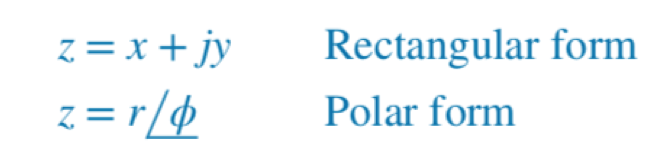 z = x + jy Rectangular form
z = r/ϕ Polar form